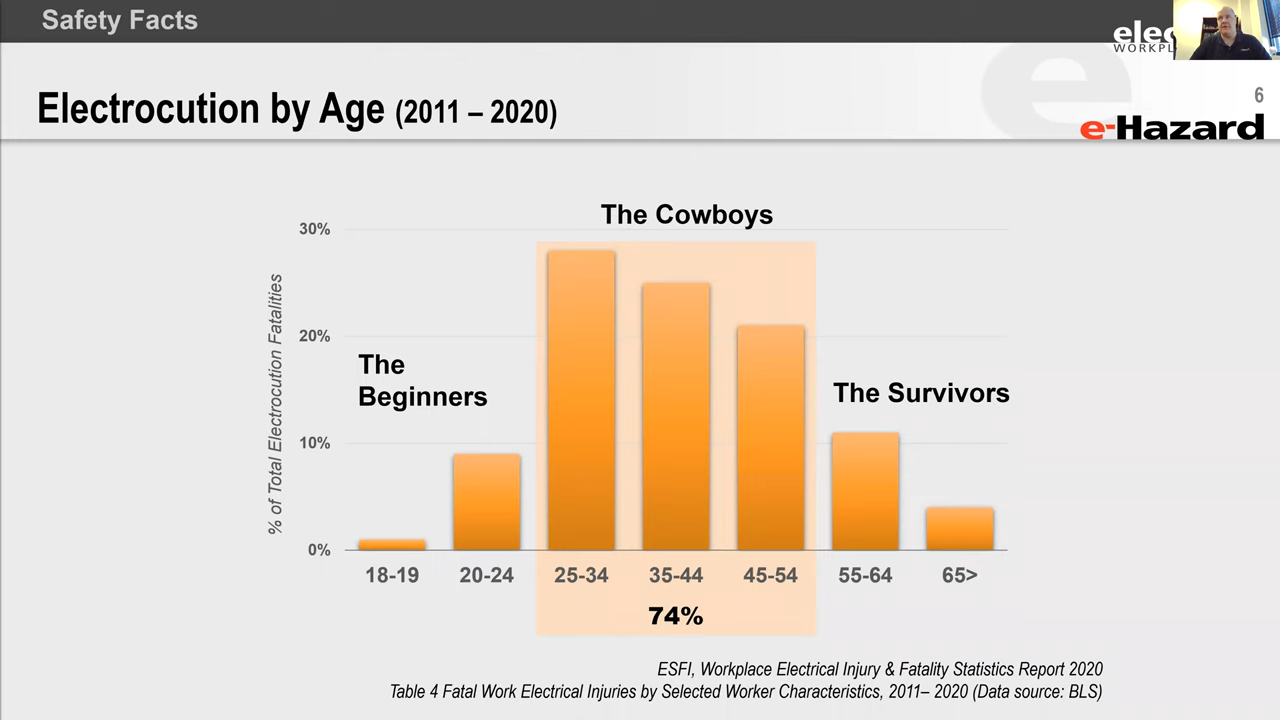 Safety Facts
elec
WORKPL
Electrocution by Age (2011 – 2020)
6
e-Hazard
The Cowboys
30%
20%
10%
0%
% of Total Electrocution Fatalities
The
Beginners
The Survivors
18-19 20-24 25-34 35-44 45-54 55-64 65>
74%
ESFI, Workplace Electrical Injury & Fatality Statistics Report 2020
Table 4 Fatal Work Electrical Injuries by Selected Worker Characteristics, 2011– 2020 (Data source: BLS)